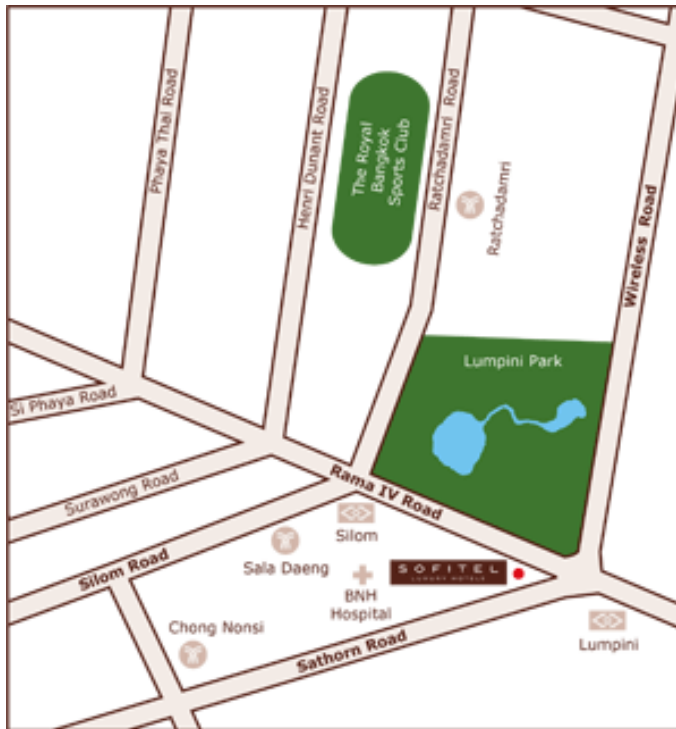 Phaya Thai Road
Henri Dunant Road
The Royal
Bangkok
Sports Club
Ratchadamri Road
Ratchadamri
Wireless Road
Lumpini Park
Si Phaya Road
Surawong Road
Rama IV Road
Silom Road
Silom
Sala Daeng
SOFITEL
LUXURY HOTELS
BNH
Hospital
Chong Nonsi
Sathorn Road
Lumpini